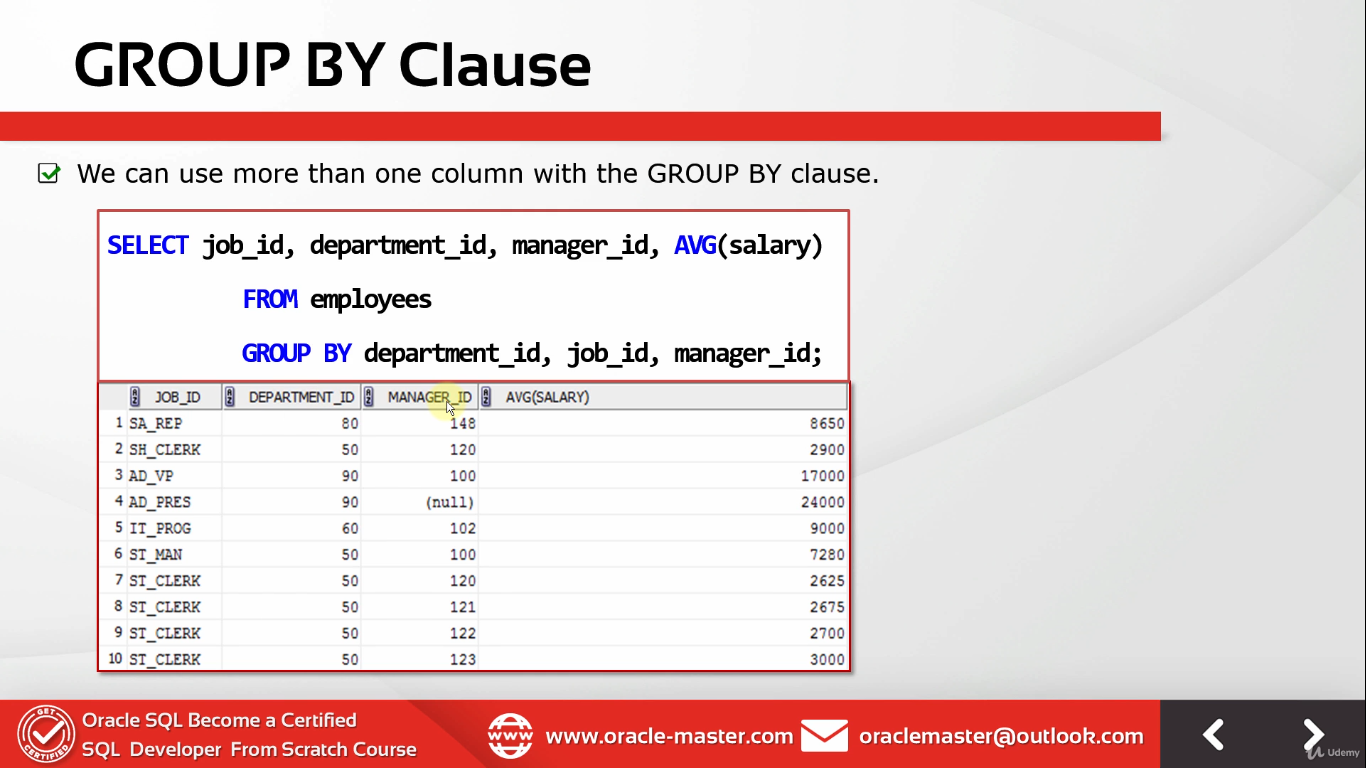 GROUP BY Clause
We can use more than one column with the GROUP BY clause.
SELECT job_id, department_id, manager_id, AVG(salary)
FROM employees
GROUP BY department_id, job_id, manager_id;
JOB_ID DEPARTMENT_ID MANAGER_ID AVG(SALARY)
1 SA_REP 80 148 8650
2 SH_CLERK 50 120 2900
3 AD_VP 90 100 17000
4 AD_PRES 90 (null) 24000
5 IT_PROG 60 102 9000
6 ST_MAN 50 100 7280
7 ST_CLERK 50 120 2625
8 ST_CLERK 50 121 2675
9 ST_CLERK 50 122 2700
10 ST_CLERK 50 123 3000
GET CERTIFIED
Oracle SQL Become a Certified
SQL Developer From Scratch Course
www
www.oracle-master.com
oraclemaster@outlook.com
Udemy